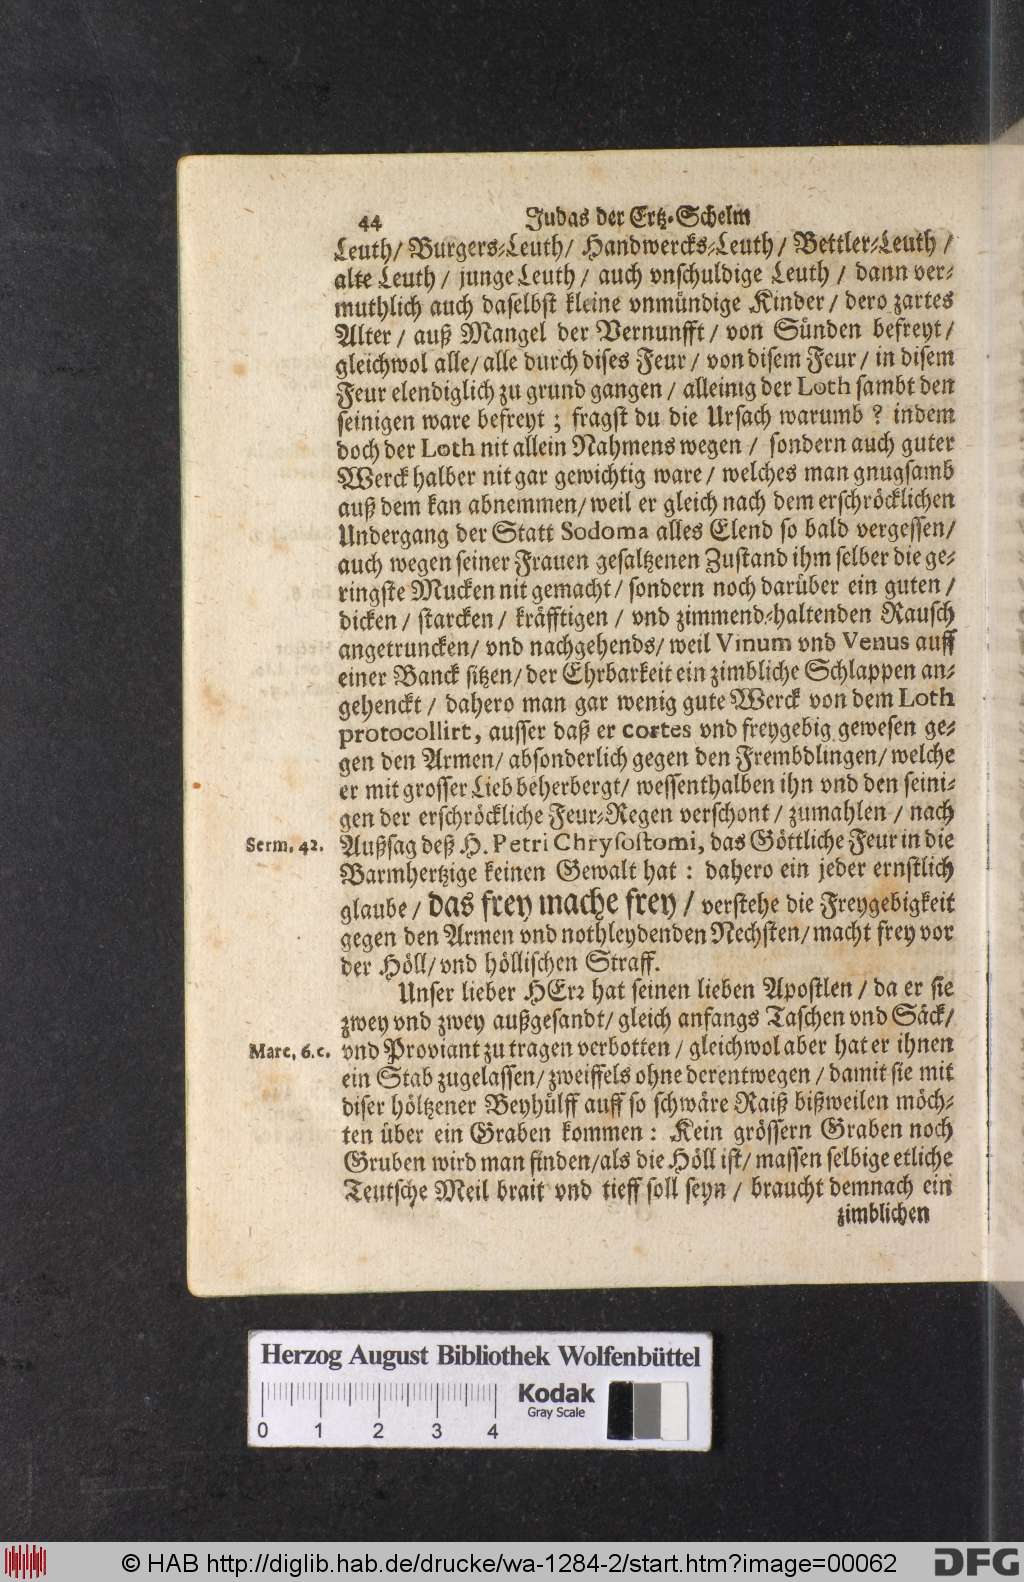 44 Judas der Ertz-Schelm
Leuth/ Burgers-Leuth/ Handwercks-Leuth/ Bettler-Leuth/
alte Leuth/ junge Leuth/ auch vnschuldige Leuth/ dann ver-
muthlich auch daselbst kleine vnmündige Kinder/ dero zartes
Alter/ auß Mangel der Vernunfft/ von Sünden befreyt/
gleichwol alle/ alle durch dises Feur/ von disem Feur/ in disem
Feur elendiglich zu grund gangen/ alleinig der Loth sambt den
seinigen ware befreyt; fragst du die Ursach warumb? indem
doch der Loth nit allein Nahmens wegen/ sondern auch guter
Werck halber nit gar gewichtig ware/ welches man gnugsamb
auß dem kan abnemmen/ weil er gleich nach dem erschröcklichen
Undergang der Statt Sodoma alles Elend so bald vergessen/
auch wegen seiner Frauen gesaltzenen Zustand ihm selber die ge-
ringste Mucken nit gemacht/ sondern noch darüber ein guten/
dicken/ starcken/ kräfftigen/ vnd zimmend-haltenden Rausch
angetruncken/ vnd nachgehends/ weil Vinum vnd Venus auff
einer Banck sitzen/ der Ehrbarkeit ein zimbliche Schlappen an-
gehenckt/ dahero man gar wenig gute Werck von dem Loth
protocollirt, ausser daß er cortes vnd freygebig gewesen ge-
gen den Armen/ absonderlich gegen den Frembdlingen/ welche
er mit grosser Lieb beherbergt/ wessenthalben ihn vnd den seini-
gen der erschröckliche Feur-Regen verschont/ zumahlen/ nach
Serm. 42. Außsag deß H. Petri Chrysostomi, das Göttliche Feur in die
Barmhertzige keinen Gewalt hat: dahero ein jeder ernstlich
glaube/ das frey mache frey/ verstehe die Freygebigkeit
gegen den Armen vnd nothleydenden Nechsten/ macht frey vor
der Höll/ vnd höllischen Straff.
Unser lieber HErr hat seinen lieben Apostlen/ da er sie
zwey vnd zwey außgesandt/ gleich anfangs Taschen vnd Säck/
Marc. 6. c. vnd Proviant zu tragen verbotten/ gleichwol aber hat er ihnen
ein Stab zugelassen/ zweiffels ohne derentwegen/ damit sie mit
diser höltzener Beyhülff auff so schwäre Raiß bißweilen möch-
ten über ein Graben kommen: Kein grössern Graben noch
Gruben wird man finden/ als die Höll ist/ massen selbige etliche
Teutsche Meil brait vnd tieff soll seyn/ braucht demnach ein
zimblichen
Herzog August Bibliothek Wolfenbüttel
Kodak
Gray Scale
0 1 2 3 4
© HAB http://diglib.hab.de/drucke/wa-1284-2/start.htm?image=00062
DFG